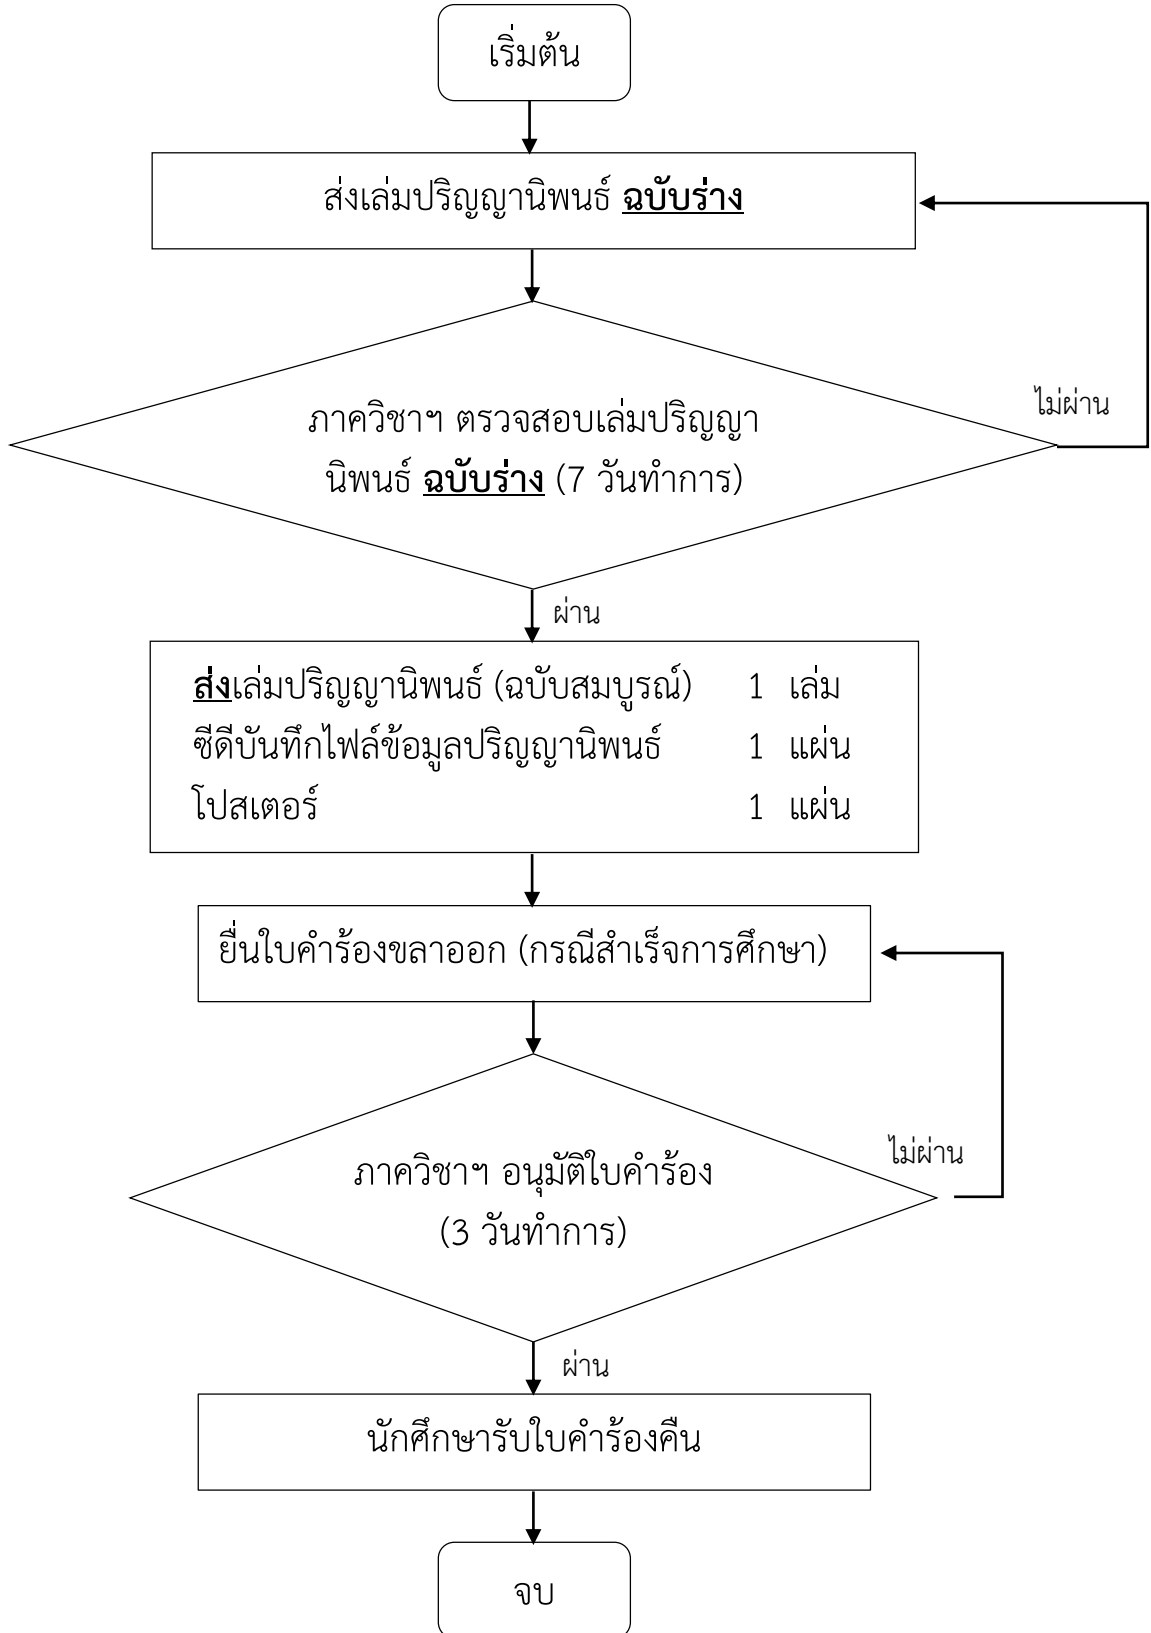 เริ่มต้น
ส่งเล่มปริญญานิพนธ์ ฉบับร่าง
ไม่ผ่าน
ภาควิชาฯ ตรวจสอบเล่มปริญญา
นิพนธ์ ฉบับร่าง (7 วันทำการ)
ผ่าน
ส่งเล่มปริญญานิพนธ์ (ฉบับสมบูรณ์) 1 เล่ม
ซีดีบันทึกไฟล์ข้อมูลปริญญานิพนธ์ 1 แผ่น
โปสเตอร์ 1 แผ่น
ยื่นใบคำร้องขลาออก (กรณีสำเร็จการศึกษา)
ไม่ผ่าน
ภาควิชาฯ อนุมัติใบคำร้อง
(3 วันทำการ)
ผ่าน
นักศึกษารับใบคำร้องคืน
จบ